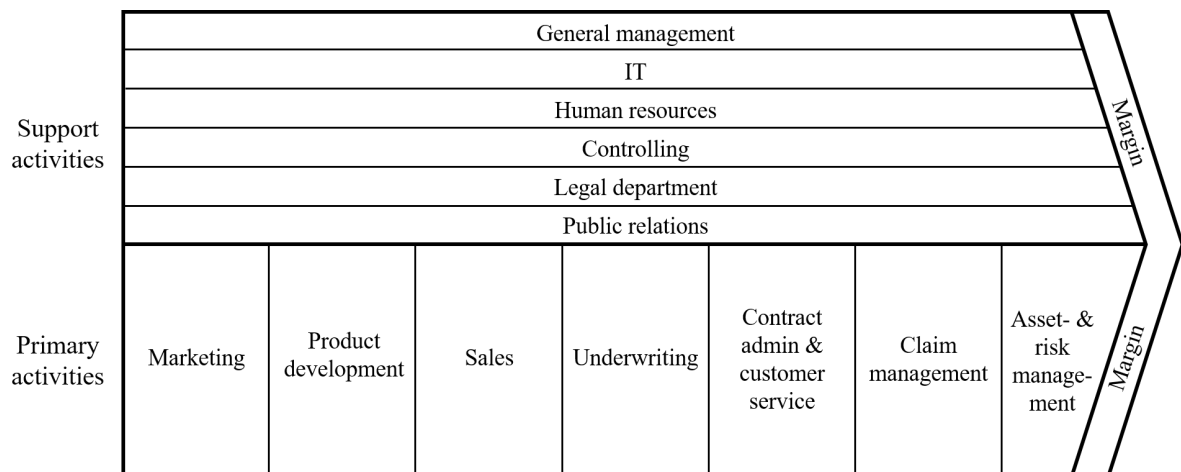 General management
IT
Human resources
Controlling
Legal department
Public relations
Support
activities
Margin
Primary
activities
Marketing
Product
development
Sales
Underwriting
Contract
admin &
customer
service
Claim
management
Asset- &
risk
manage-
ment
Margin